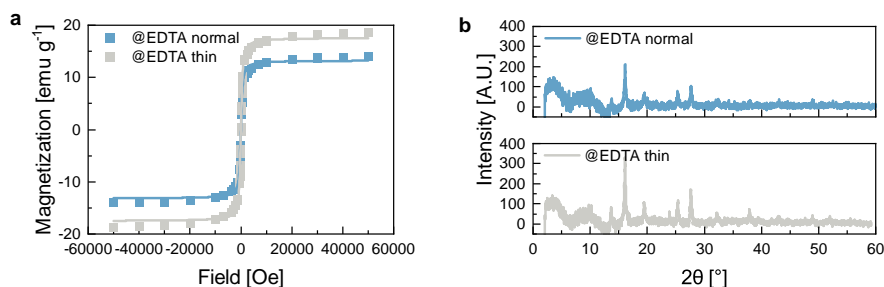 a
@EDTA normal
@EDTA thin
Magnetization [emu g⁻¹]
20
10
0
-10
-20
-60000 -40000 -20000 0 20000 40000 60000
Field [Oe]
b
@EDTA normal
400
300
200
100
0
@EDTA thin
400
300
200
100
0
Intensity [A.U.]
0 10 20 30 40 50 60
2θ [°]